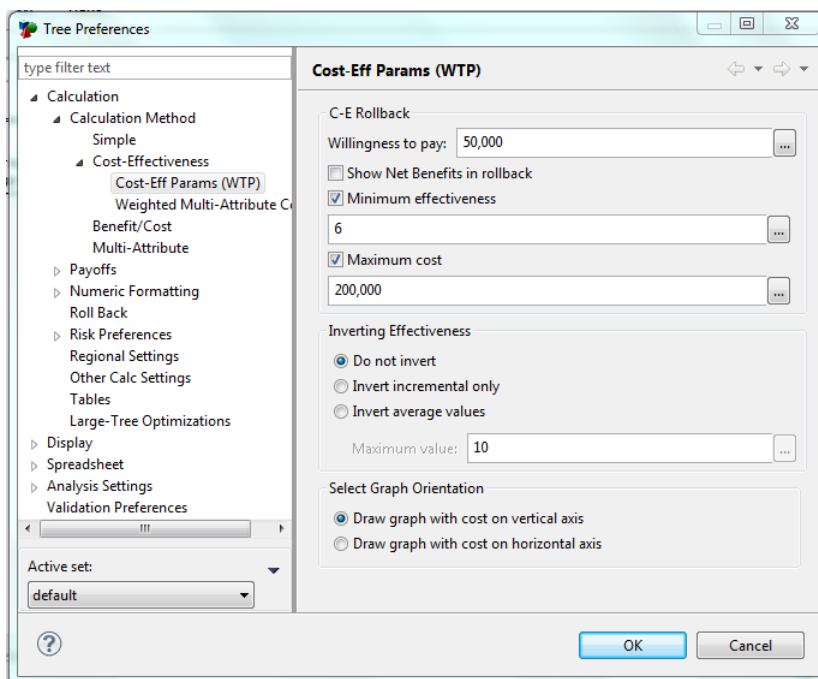 Tree Preferences
type filter text
Calculation
Calculation Method
Simple
Cost-Effectiveness
Cost-Eff Params (WTP)
Weighted Multi-Attribute C
Benefit/Cost
Multi-Attribute
Payoffs
Numeric Formatting
Roll Back
Risk Preferences
Regional Settings
Other Calc Settings
Tables
Large-Tree Optimizations
Display
Spreadsheet
Analysis Settings
Validation Preferences
Active set:
default
Cost-Eff Params (WTP)
C-E Rollback
Willingness to pay: 50,000 ...
Show Net Benefits in rollback
Minimum effectiveness
6 ...
Maximum cost
200,000 ...
Inverting Effectiveness
Do not invert
Invert incremental only
Invert average values
Maximum value: 10 ...
Select Graph Orientation
Draw graph with cost on vertical axis
Draw graph with cost on horizontal axis
? OK Cancel